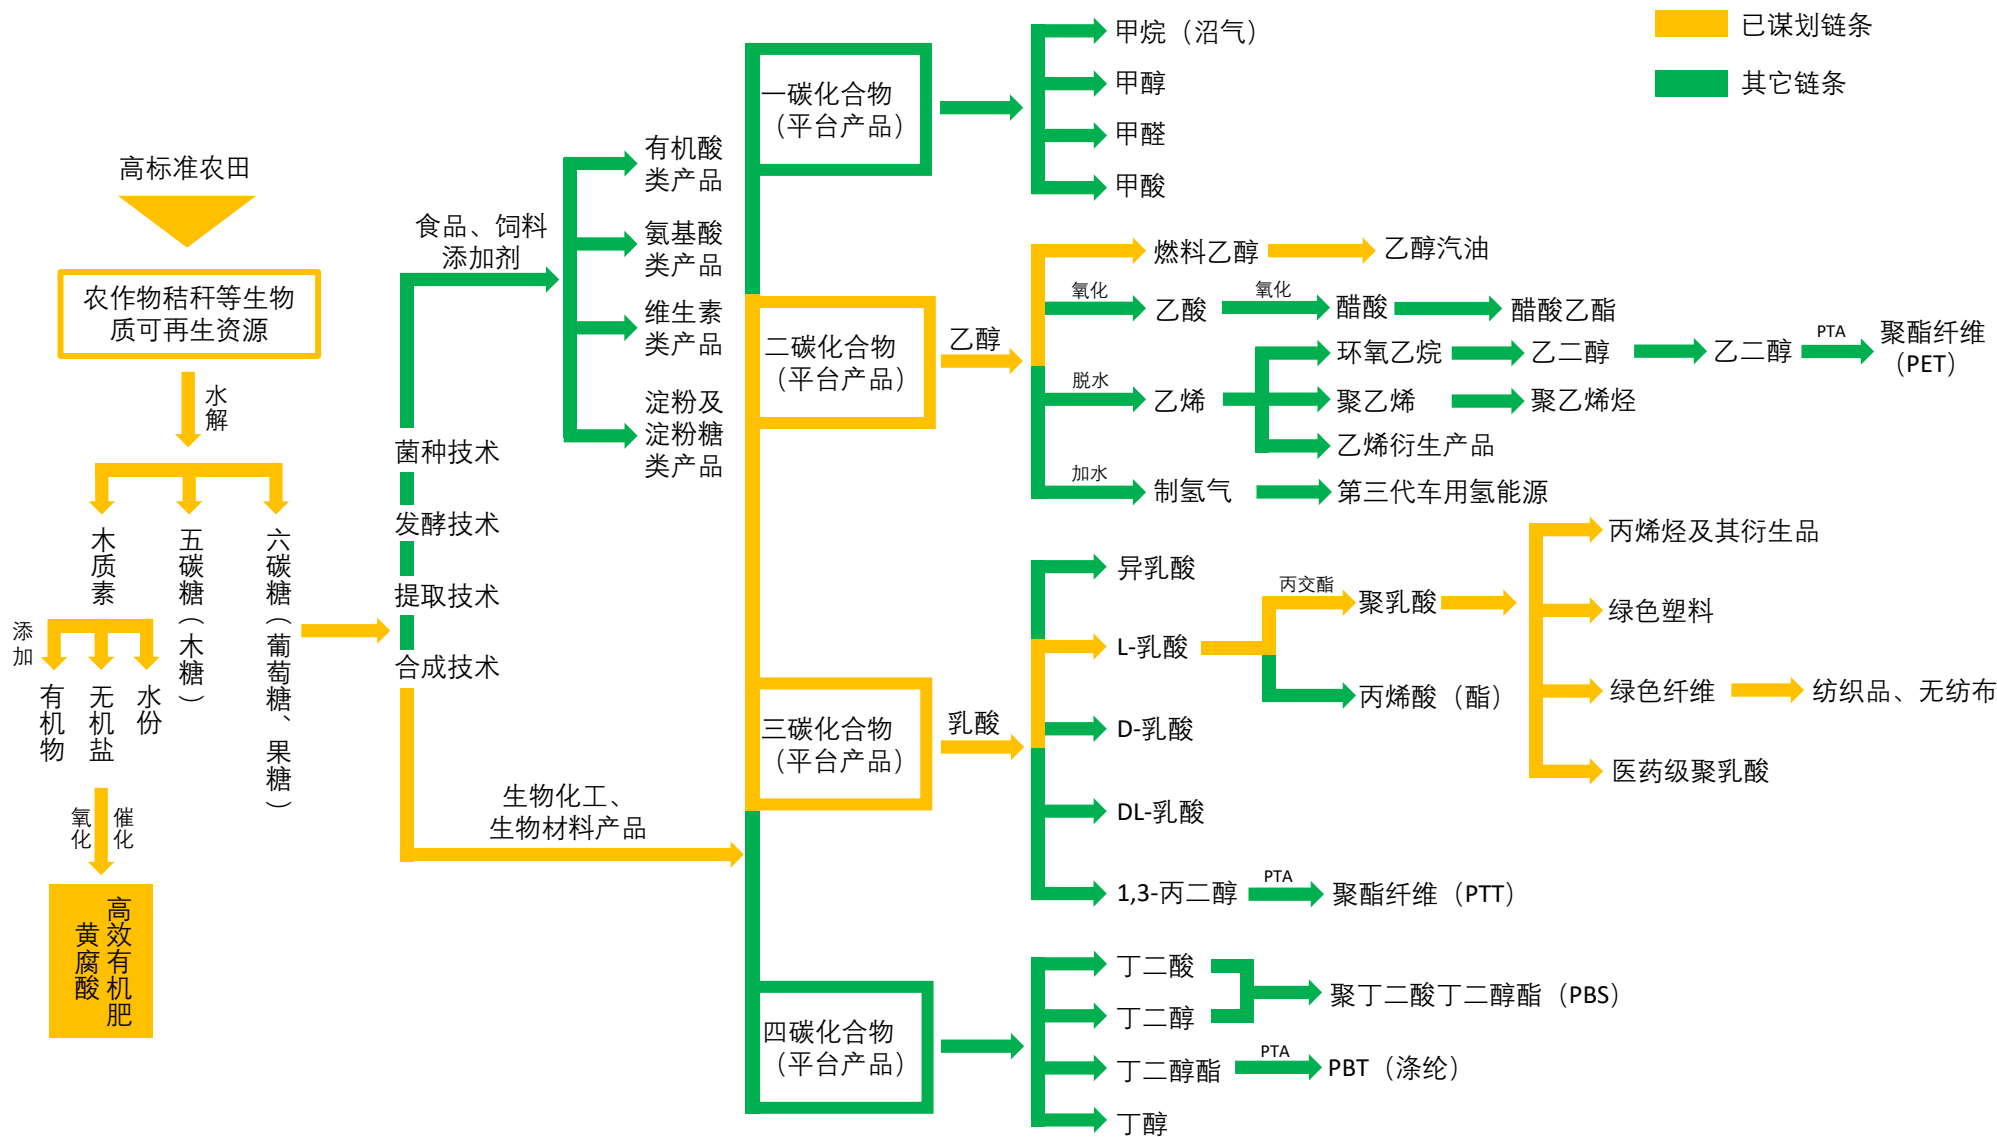 已谋划链条
其它链条
高标准农田
农作物秸秆等生物
质可再生资源
水解
木质素
五碳糖（木糖）
六碳糖（葡萄糖、果糖）
添加
有机物
无机盐
水份
氧化
催化
高效有机肥
黄腐酸
菌种技术
发酵技术
提取技术
合成技术
食品、饲料
添加剂
有机酸
类产品
氨基酸
类产品
维生素
类产品
淀粉及
淀粉糖
类产品
生物化工、
生物材料产品
一碳化合物
（平台产品）
甲烷（沼气）
甲醇
甲醛
甲酸
二碳化合物
（平台产品）
乙醇
燃料乙醇
乙醇汽油
氧化
乙酸
氧化
醋酸
醋酸乙酯
脱水
乙烯
环氧乙烷
乙二醇
乙二醇
PTA
聚酯纤维
（PET）
聚乙烯
聚乙烯烃
乙烯衍生产品
加水
制氢气
第三代车用氢能源
三碳化合物
（平台产品）
乳酸
异乳酸
L-乳酸
丙交酯
聚乳酸
丙烯烃及其衍生品
绿色塑料
绿色纤维
纺织品、无纺布
医药级聚乳酸
丙烯酸（酯）
D-乳酸
DL-乳酸
1,3-丙二醇
PTA
聚酯纤维（PTT）
四碳化合物
（平台产品）
丁二酸
丁二醇
聚丁二酸丁二醇酯（PBS）
丁二醇酯
PTA
PBT（涤纶）
丁醇